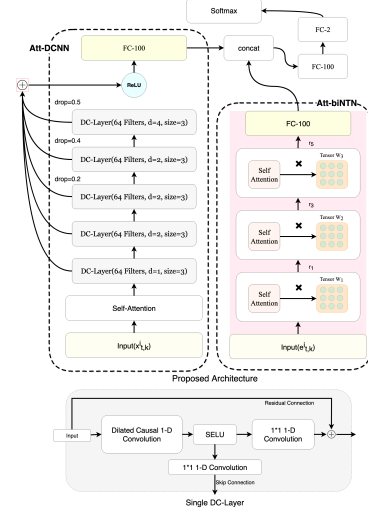 Softmax
Att-DCNN
FC-100
concat
FC-2
FC-100
ReLU
Att-biNTN
drop=0.5
DC-Layer(64 Filters, d=4, size=3)
drop=0.4
DC-Layer(64 Filters, d=2, size=3)
drop=0.2
DC-Layer(64 Filters, d=2, size=3)
DC-Layer(64 Filters, d=2, size=3)
DC-Layer(64 Filters, d=1, size=3)
Self-Attention
Input(xⁱt,k)
FC-100
r5
Self
Attention
Tensor W3
r3
Self
Attention
Tensor W2
r1
Self
Attention
Tensor W1
Input(eⁱt,k)
Proposed Architecture
Residual Connection
Input
Dilated Causal 1-D
Convolution
SELU
1*1 1-D
Convolution
+
1*1 1-D Convolution
Skip Connection
Single DC-Layer